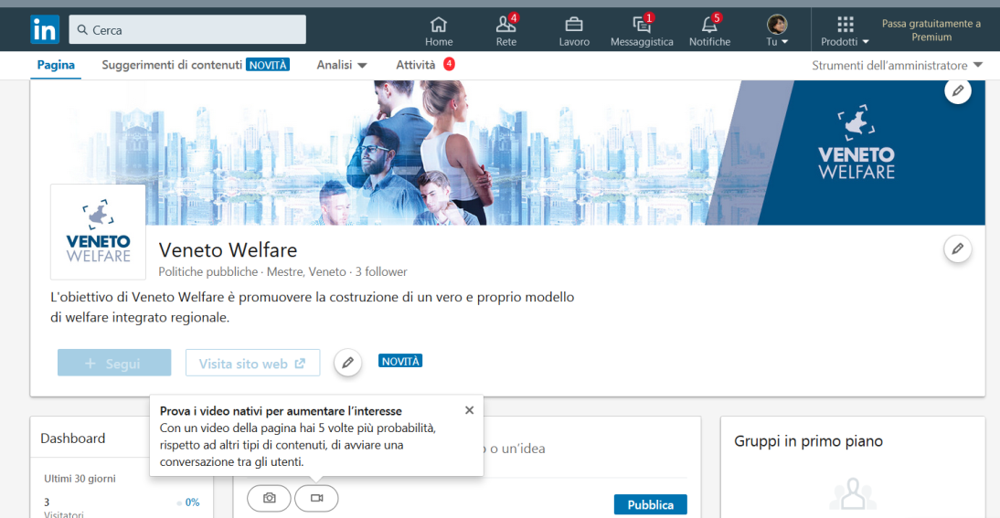 in
Cerca
Home
4
Rete
Lavoro
1
Messaggistica
5
Notifiche
Tu
Prodotti
Passa gratuitamente a
Premium
Pagina
Suggerimenti di contenuti NOVITÀ
Analisi
Attività 4
Strumenti dell'amministratore
VENETO
WELFARE
VENETO
WELFARE
Veneto Welfare
Politiche pubbliche · Mestre, Veneto · 3 follower
L'obiettivo di Veneto Welfare è promuovere la costruzione di un vero e proprio modello
di welfare integrato regionale.
+ Segui
Visita sito web
NOVITÀ
Prova i video nativi per aumentare l'interesse
Con un video della pagina hai 5 volte più probabilità,
rispetto ad altri tipi di contenuti, di avviare una
conversazione tra gli utenti.
Dashboard
Ultimi 30 giorni
3
0%
Visitatori
o un'idea
Pubblica
Gruppi in primo piano